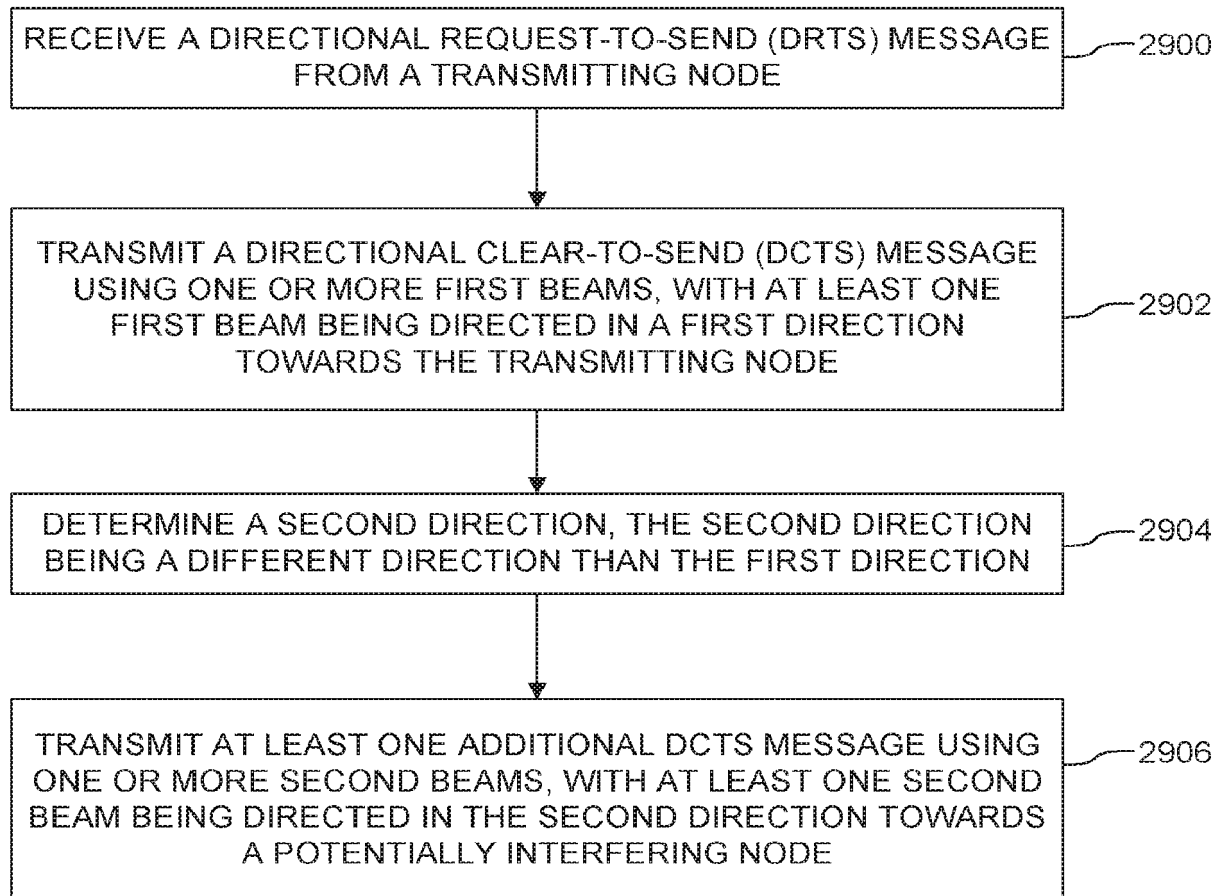 RECEIVE A DIRECTIONAL REQUEST-TO-SEND (DRTS) MESSAGE
FROM A TRANSMITTING NODE
2900
TRANSMIT A DIRECTIONAL CLEAR-TO-SEND (DCTS) MESSAGE
USING ONE OR MORE FIRST BEAMS, WITH AT LEAST ONE
FIRST BEAM BEING DIRECTED IN A FIRST DIRECTION
TOWARDS THE TRANSMITTING NODE
2902
DETERMINE A SECOND DIRECTION, THE SECOND DIRECTION
BEING A DIFFERENT DIRECTION THAN THE FIRST DIRECTION
2904
TRANSMIT AT LEAST ONE ADDITIONAL DCTS MESSAGE USING
ONE OR MORE SECOND BEAMS, WITH AT LEAST ONE SECOND
BEAM BEING DIRECTED IN THE SECOND DIRECTION TOWARDS
A POTENTIALLY INTERFERING NODE
2906